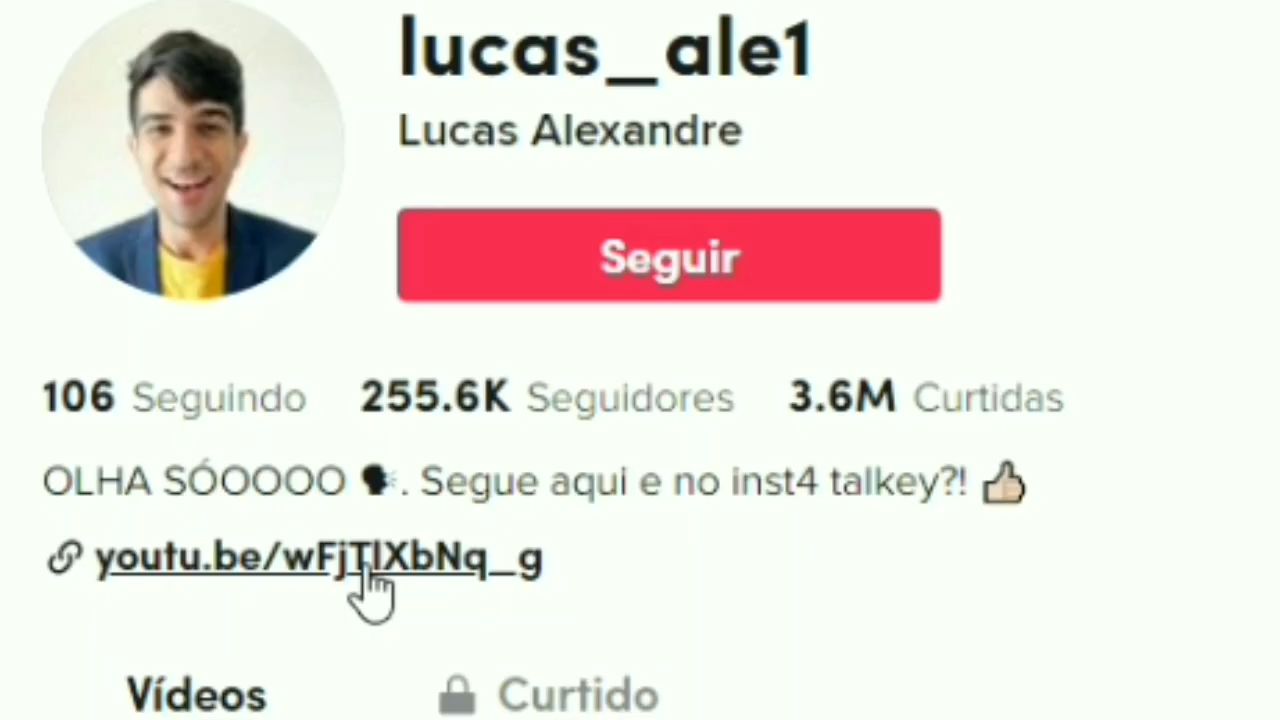 lucas_ale1
Lucas Alexandre
Seguir
106 Seguindo 255.6K Seguidores 3.6M Curtidas
OLHA SÓOOOO 🗣. Segue aqui e no inst4 talkey?! 👍🏻
youtu.be/wFjTlXbNq_g
Vídeos Curtido